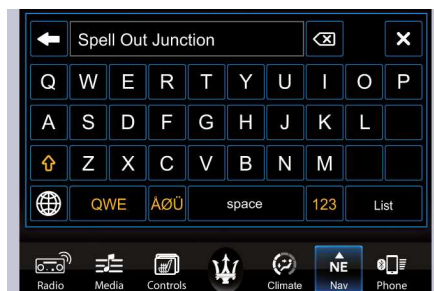 Spell Out Junction
Q W E R T Y U I O P
A S D F G H J K L
Z X C V B N M
QWE ÅØÜ space 123 List
NE
Radio Media Controls Climate Nav Phone